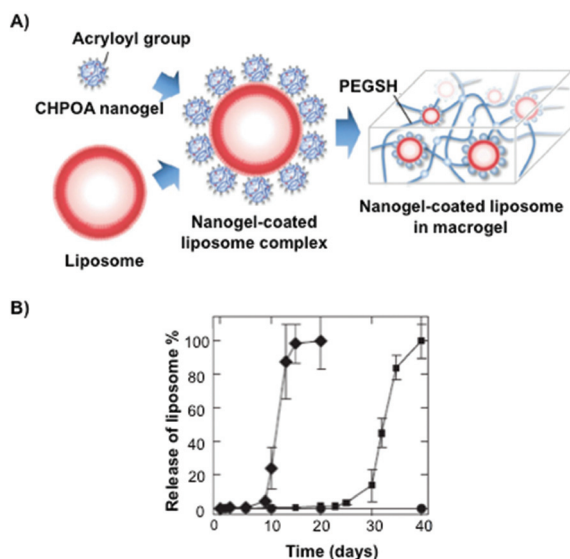 A)
Acryloyl group
CHPOA nanogel
Liposome
Nanogel-coated
liposome complex
PEGSH
Nanogel-coated liposome
in macrogel
B)
Release of liposome %
100
80
60
40
20
0
0
10
20
30
40
Time (days)